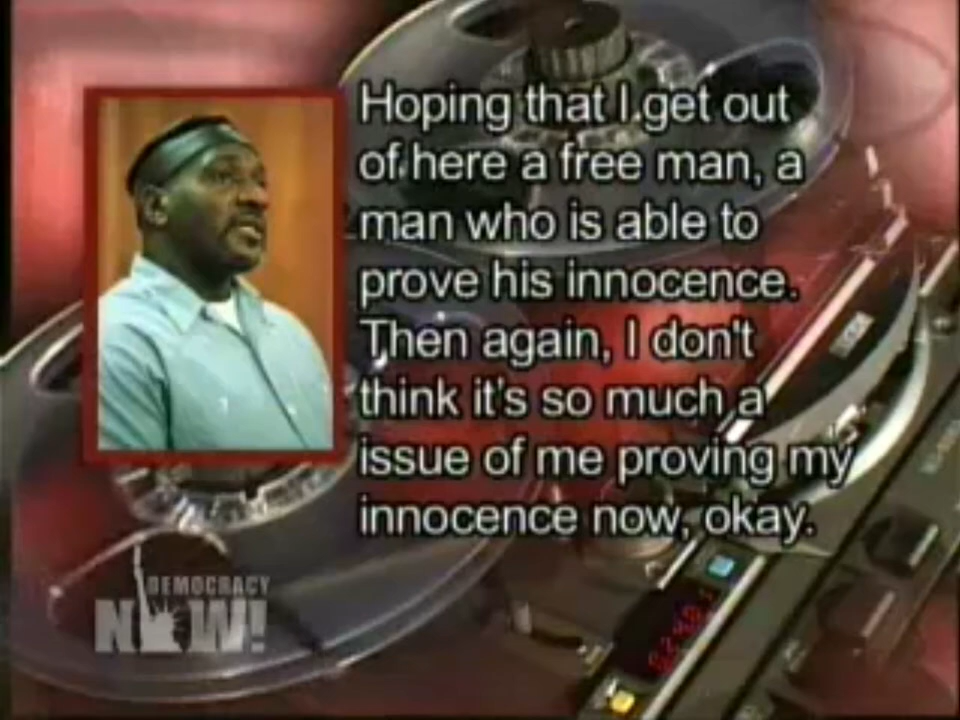 Hoping that I get out
of here a free man, a
man who is able to
prove his innocence.
Then again, I don't
think it's so much a
issue of me proving my
innocence now, okay.
DEMOCRACY
NOW!